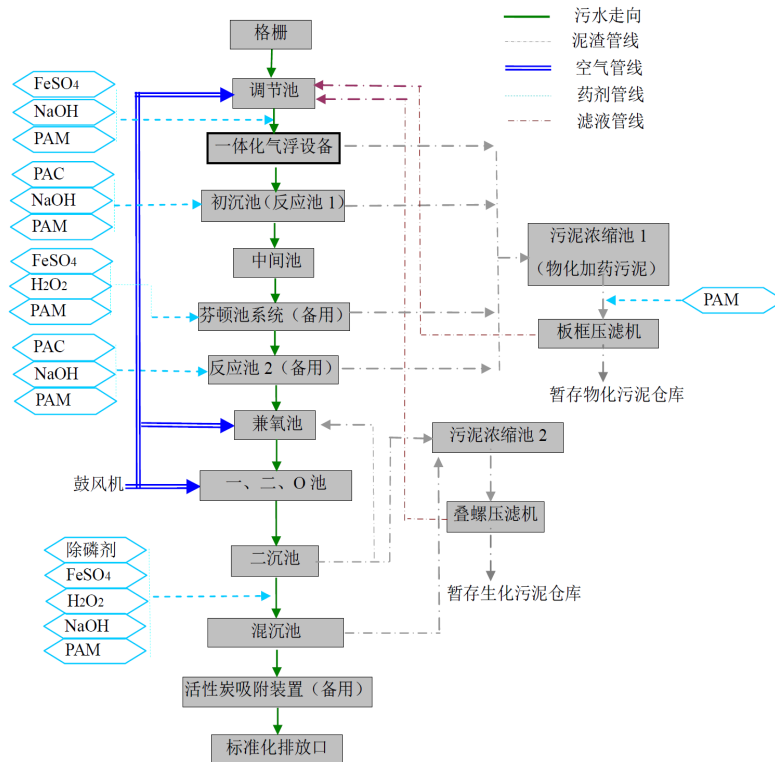 格栅
调节池
一体化气浮设备
初沉池（反应池 1）
中间池
芬顿池系统（备用）
反应池 2（备用）
兼氧池
一、二、O 池
二沉池
混沉池
活性炭吸附装置（备用）
标准化排放口
FeSO4
NaOH
PAM
PAC
NaOH
PAM
FeSO4
H2O2
PAM
PAC
NaOH
PAM
鼓风机
除磷剂
FeSO4
H2O2
NaOH
PAM
污水走向
泥渣管线
空气管线
药剂管线
滤液管线
污泥浓缩池 1
（物化加药污泥）
PAM
板框压滤机
暂存物化污泥仓库
污泥浓缩池 2
叠螺压滤机
暂存生化污泥仓库